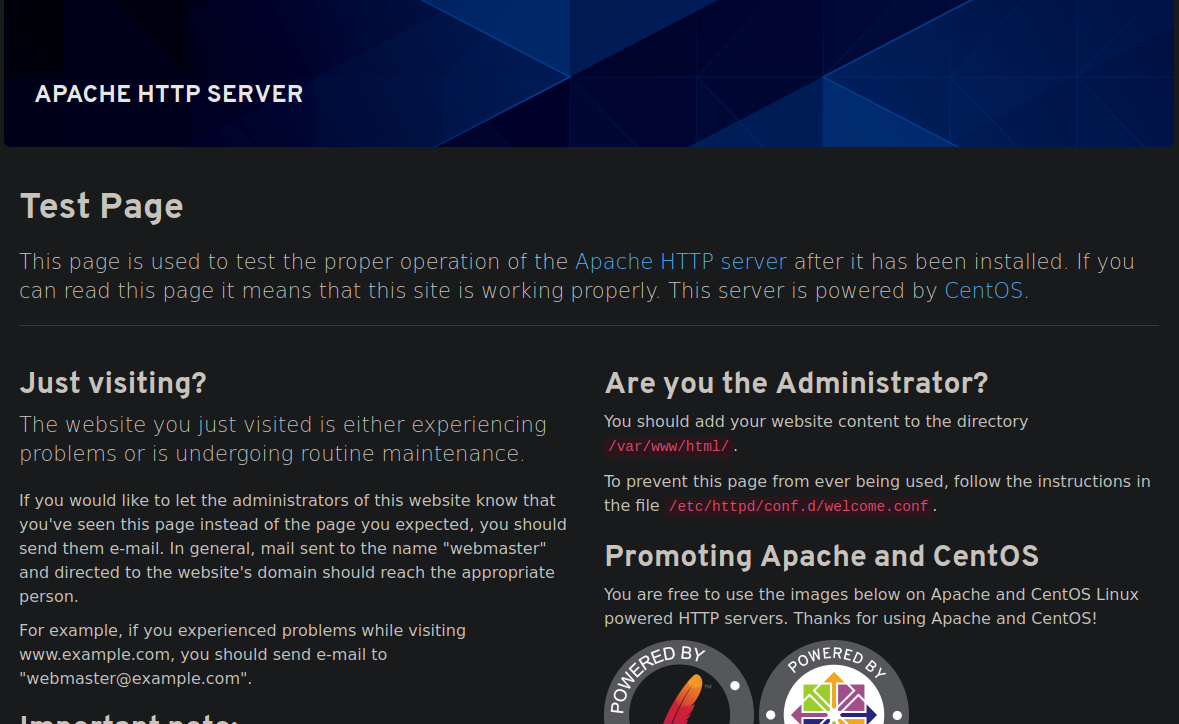 APACHE HTTP SERVER
Test Page
This page is used to test the proper operation of the Apache HTTP server after it has been installed. If you
can read this page it means that this site is working properly. This server is powered by CentOS.
Just visiting?
The website you just visited is either experiencing
problems or is undergoing routine maintenance.
If you would like to let the administrators of this website know that
you've seen this page instead of the page you expected, you should
send them e-mail. In general, mail sent to the name "webmaster"
and directed to the website's domain should reach the appropriate
person.
For example, if you experienced problems while visiting
www.example.com, you should send e-mail to
"webmaster@example.com".
Important note:
Are you the Administrator?
You should add your website content to the directory
/var/www/html/.
To prevent this page from ever being used, follow the instructions in
the file /etc/httpd/conf.d/welcome.conf.
Promoting Apache and CentOS
You are free to use the images below on Apache and CentOS Linux
powered HTTP servers. Thanks for using Apache and CentOS!
POWERED BY
TM
POWERED BY